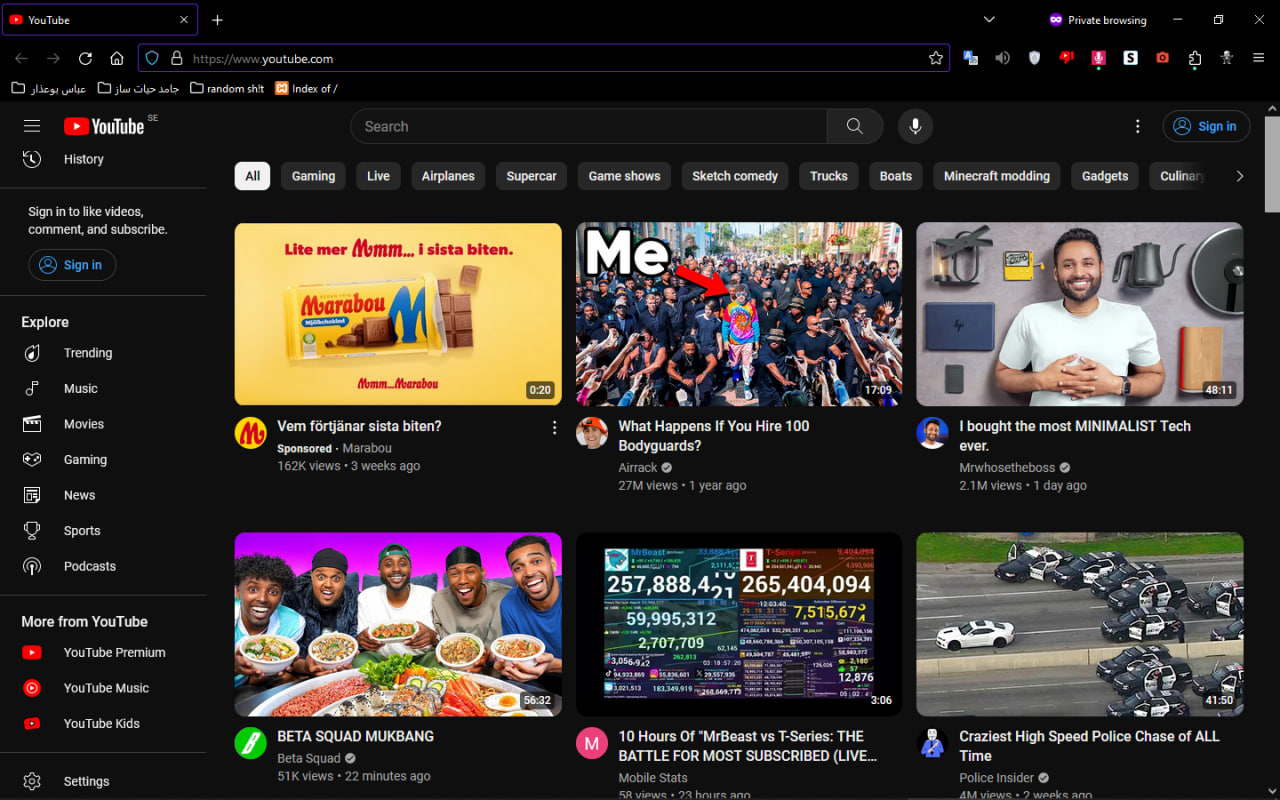 YouTube
Private browsing
https://www.youtube.com
عباس بوعذار
جامد حیات ساز
random sh!t
Index of /
YouTube SE
Search
Sign in
History
Sign in to like videos,
comment, and subscribe.
Sign in
Explore
Trending
Music
Movies
Gaming
News
Sports
Podcasts
More from YouTube
YouTube Premium
YouTube Music
YouTube Kids
Settings
All
Gaming
Live
Airplanes
Supercar
Game shows
Sketch comedy
Trucks
Boats
Minecraft modding
Gadgets
Culinary
Lite mer Mmm... i sista biten.
Marabou
Mjölkchoklad
Mmm...Marabou
0:20
Vem förtjänar sista biten?
Sponsored · Marabou
162K views • 3 weeks ago
Me
17:09
What Happens If You Hire 100
Bodyguards?
Airrack
27M views • 1 year ago
hp
48:11
I bought the most MINIMALIST Tech
ever.
Mrwhosetheboss
2.1M views • 1 day ago
56:32
BETA SQUAD MUKBANG
Beta Squad
51K views • 22 minutes ago
MrBeast
T-Series
265,404,094
59,995,312
2,707,709
12,876
3:06
M
10 Hours Of "MrBeast vs T-Series: THE
BATTLE FOR MOST SUBSCRIBED (LIVE...
Mobile Stats
58 views • 23 hours ago
41:50
Craziest High Speed Police Chase of ALL
Time
Police Insider
4M views • 2 weeks ago